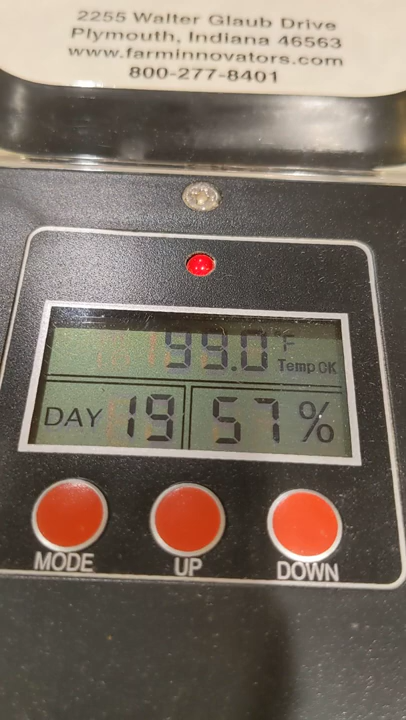 2255 Walter Glaub Drive
Plymouth, Indiana 46563
www.farminnovators.com
800-277-8401
99.0°F
Temp OK
DAY 19 57%
MODE UP DOWN